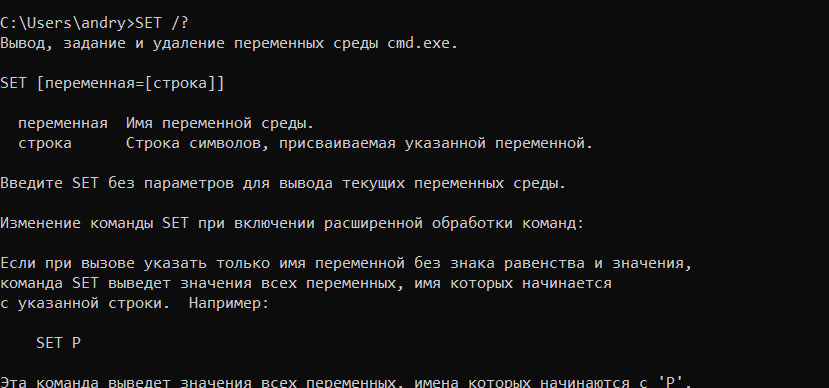 C:\Users\andry>SET /?
Вывод, задание и удаление переменных среды cmd.exe.
SET [переменная=[строка]]
переменная  Имя переменной среды.
строка      Строка символов, присваиваемая указанной переменной.
Введите SET без параметров для вывода текущих переменных среды.
Изменение команды SET при включении расширенной обработки команд:
Если при вызове указать только имя переменной без знака равенства и значения,
команда SET выведет значения всех переменных, имя которых начинается
с указанной строки.  Например:
SET P
Эта команда выведет значения всех переменных, имена которых начинаются с 'P'.